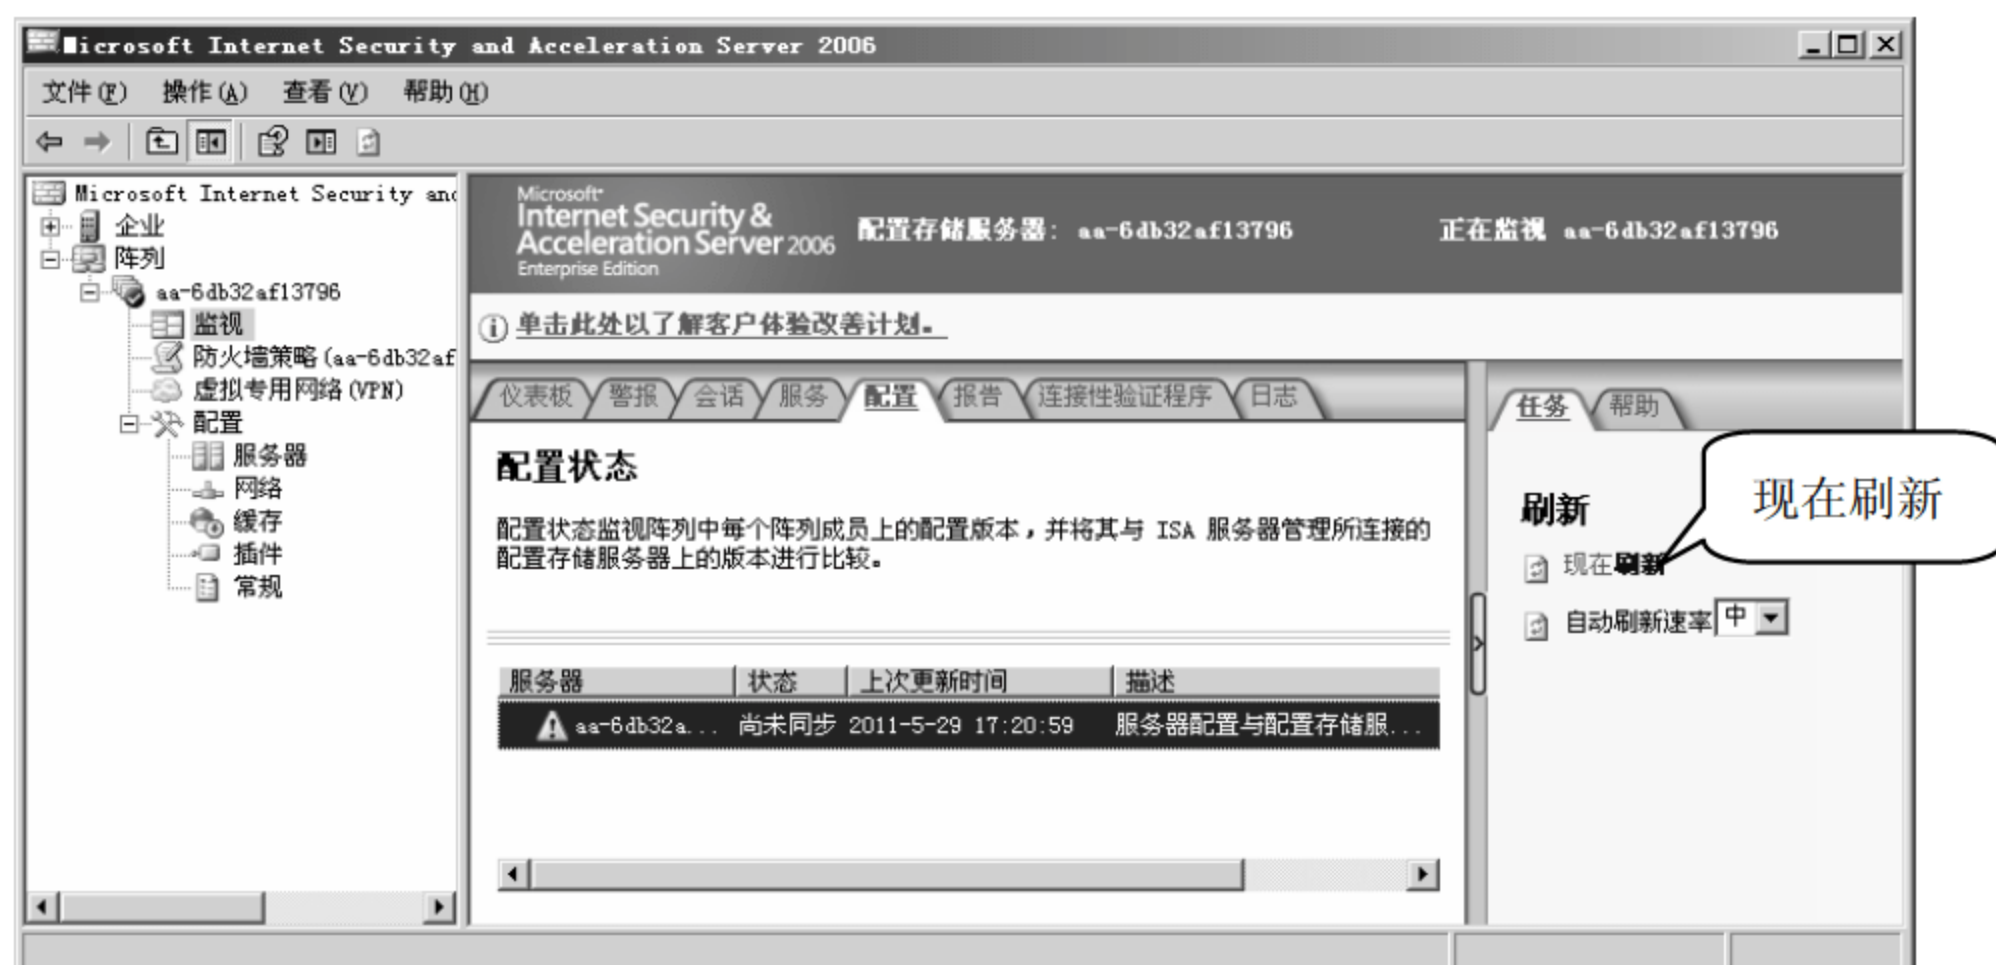 Microsoft Internet Security and Acceleration Server 2006
文件(F) 操作(A) 查看(V) 帮助(H)
Microsoft Internet Security and
企业
阵列
aa-6db32af13796
监视
防火墙策略(aa-6db32af
虚拟专用网络(VPN)
配置
服务器
网络
缓存
插件
常规
Microsoft
Internet Security &
Acceleration Server 2006
Enterprise Edition
配置存储服务器: aa-6db32af13796
正在监视 aa-6db32af13796
单击此处以了解客户体验改善计划。
仪表板 警报 会话 服务 配置 报告 连接性验证程序 日志
配置状态
配置状态监视阵列中每个阵列成员上的配置版本，并将其与 ISA 服务器管理所连接的
配置存储服务器上的版本进行比较。
服务器 状态 上次更新时间 描述
aa-6db32a... 尚未同步 2011-5-29 17:20:59 服务器配置与配置存储服...
任务 帮助
刷新
现在刷新
自动刷新速率 中
现在刷新